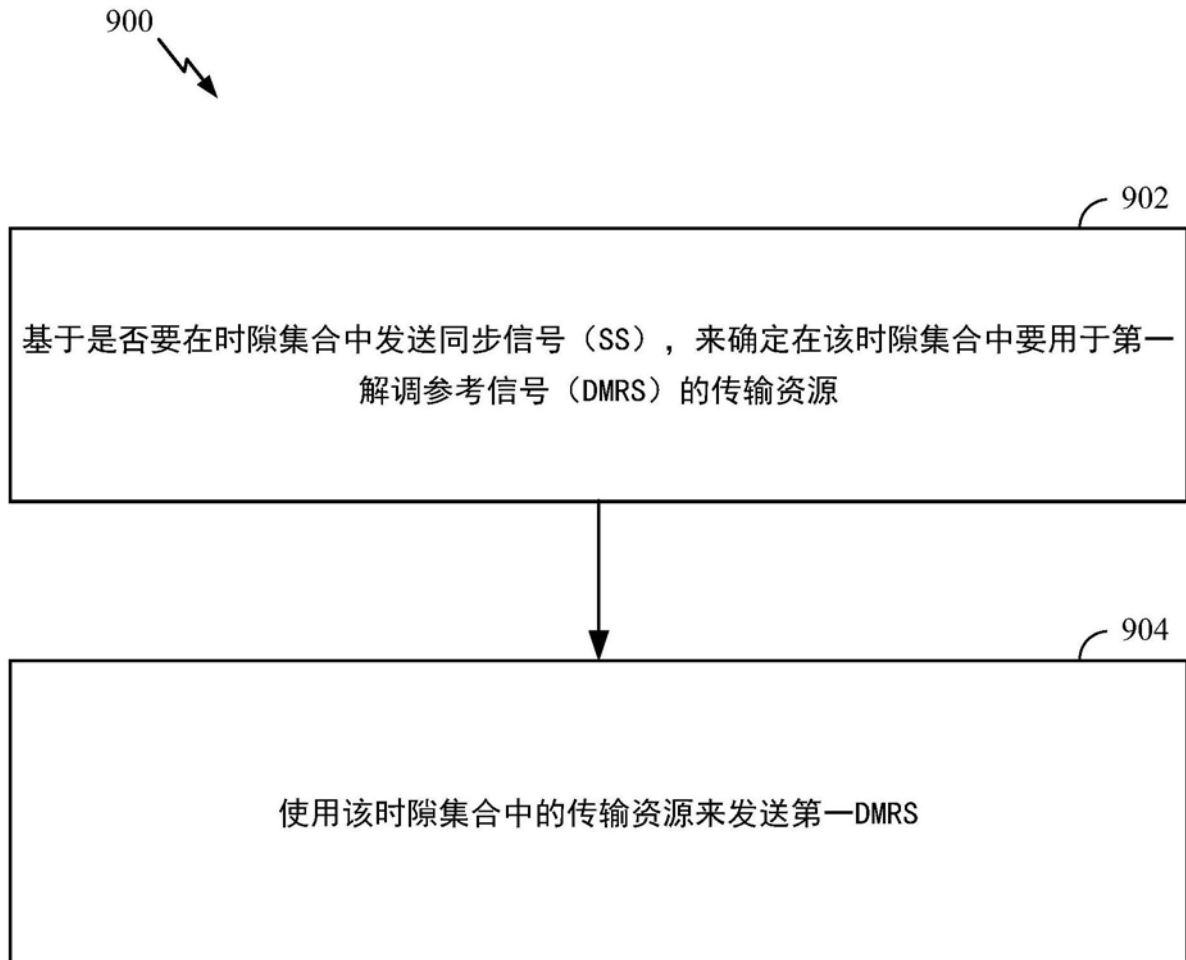 900
902
基于是否要在时隙集合中发送同步信号（SS），来确定在该时隙集合中要用于第一
解调参考信号（DMRS）的传输资源
904
使用该时隙集合中的传输资源来发送第一DMRS